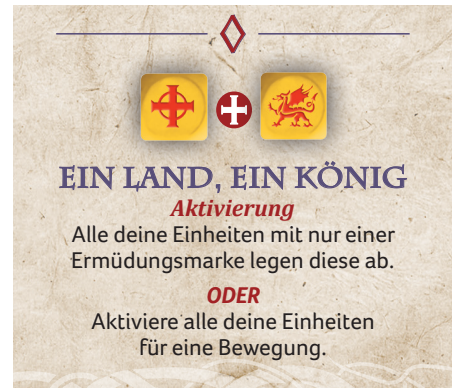 EIN LAND, EIN KÖNIG
Aktivierung
Alle deine Einheiten mit nur einer
Ermüdungsmarke legen diese ab.
ODER
Aktiviere alle deine Einheiten
für eine Bewegung.